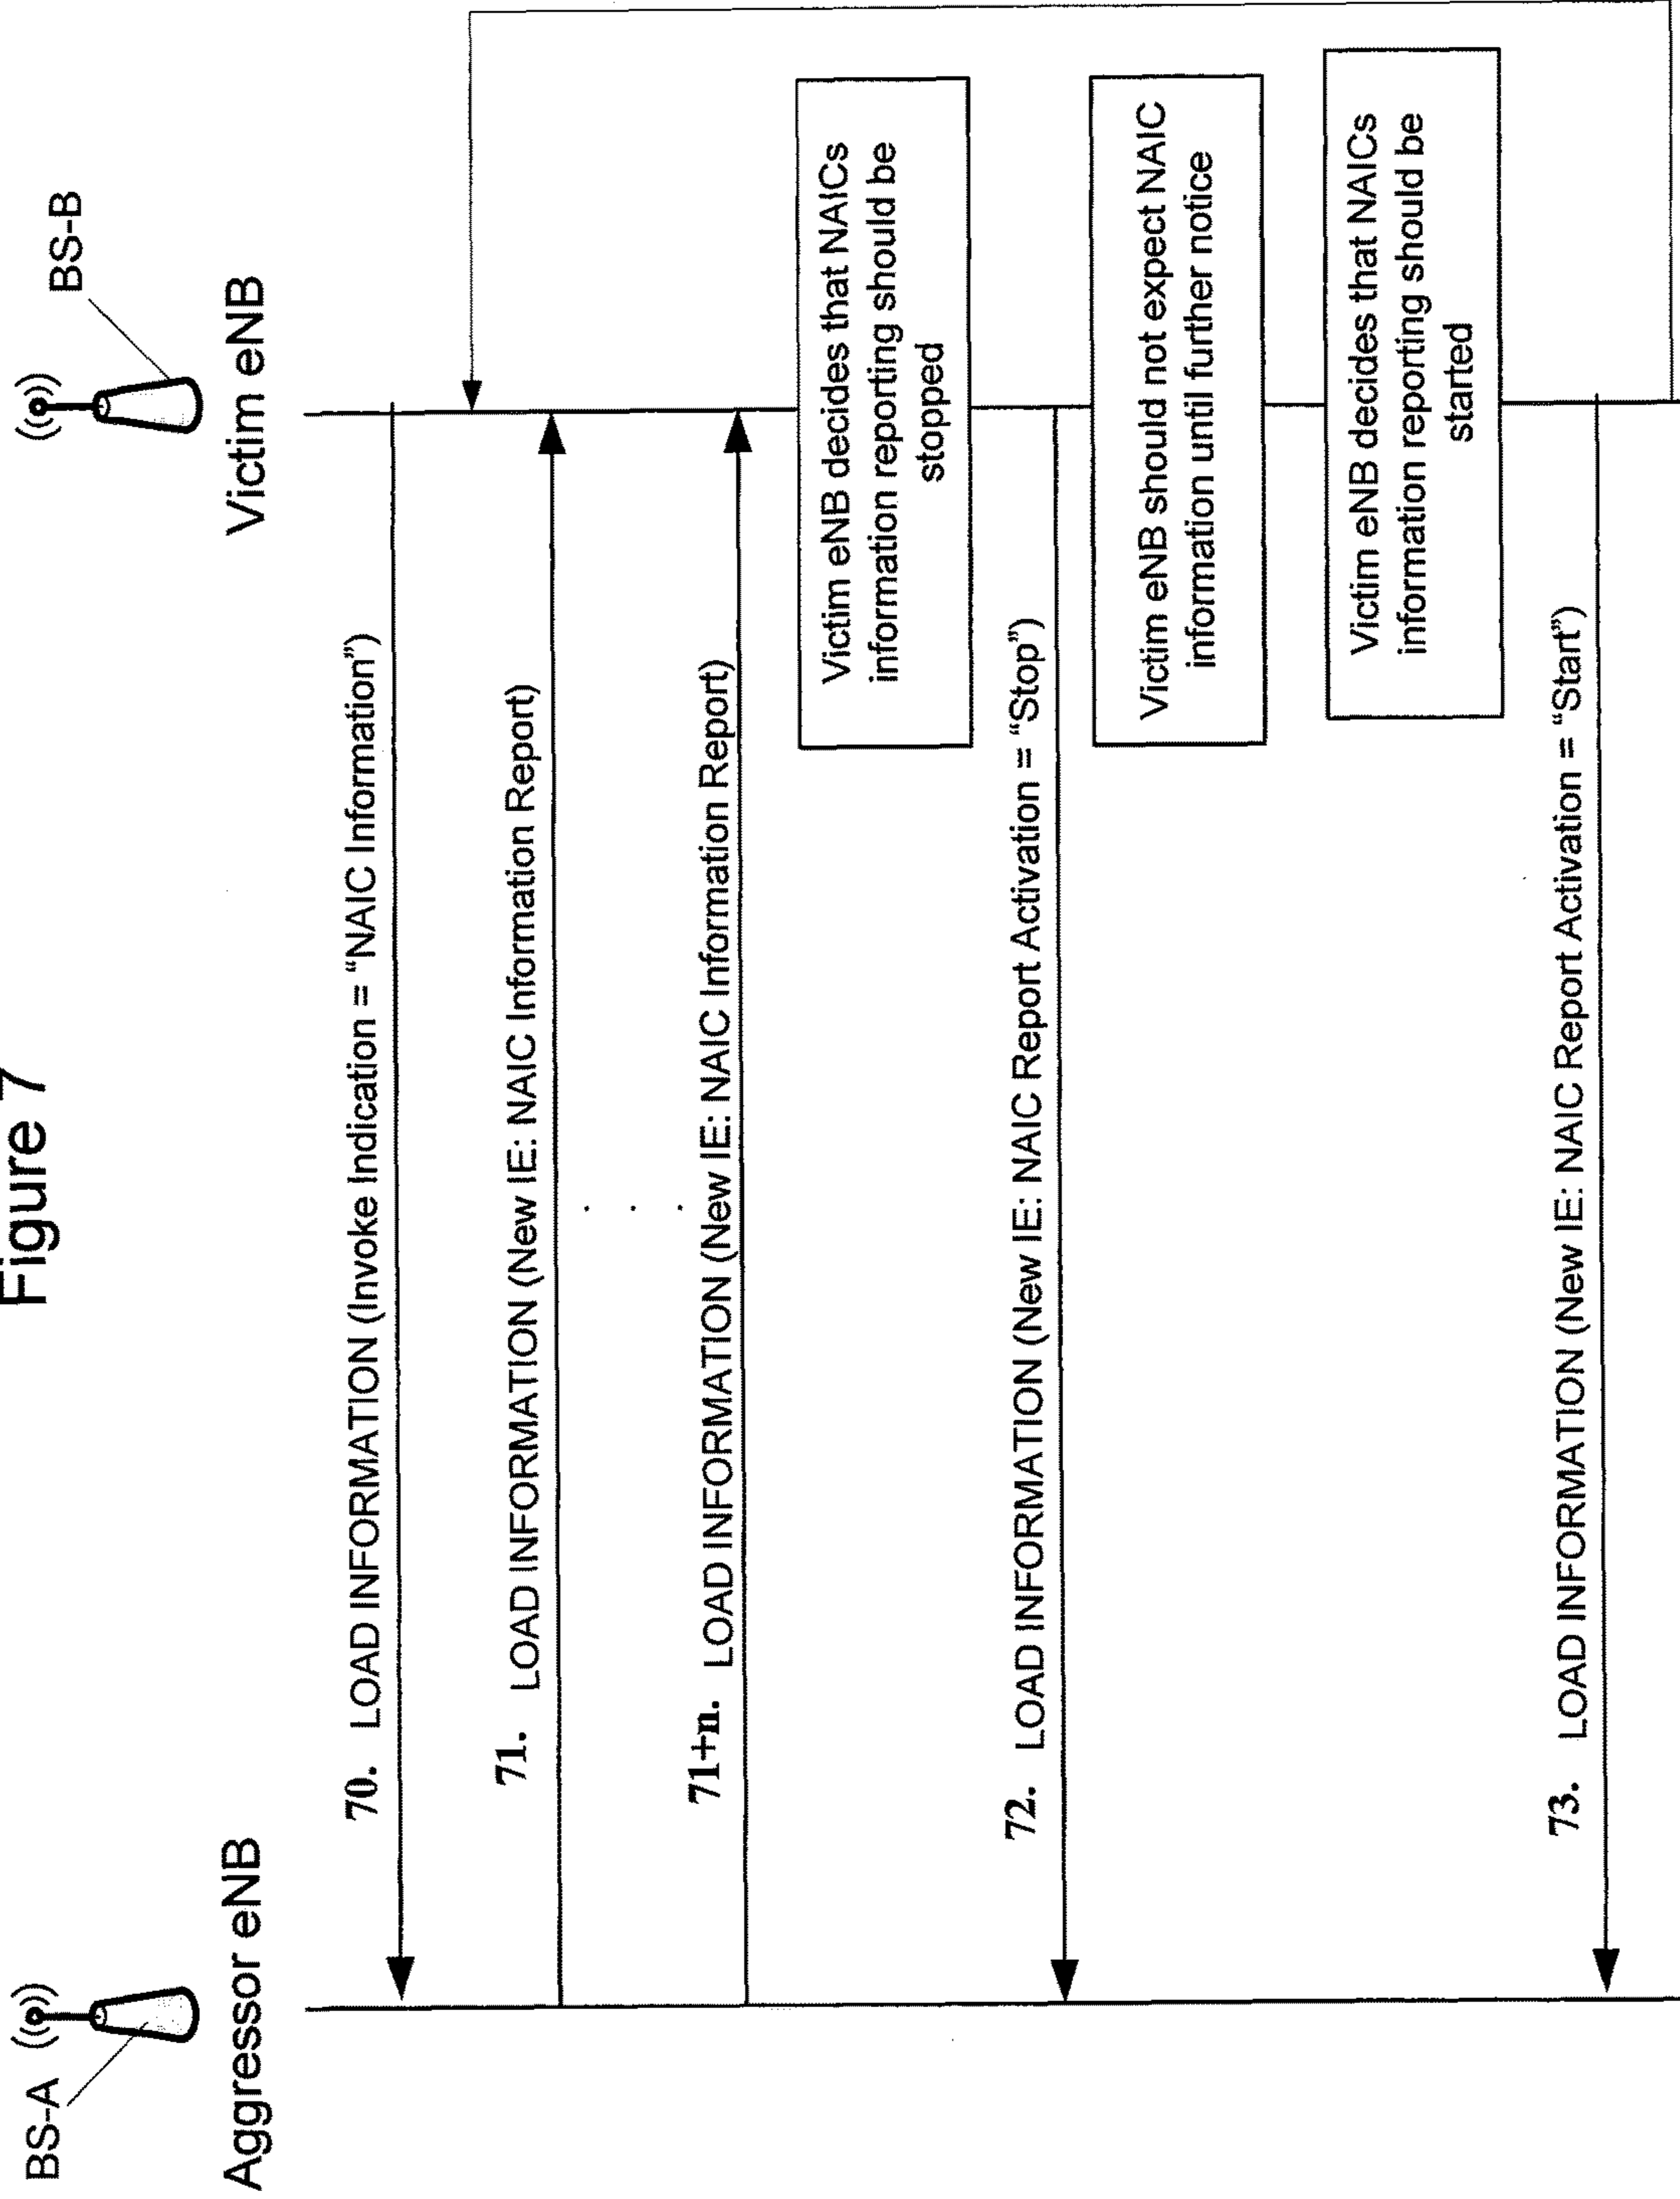 Figure 7
BS-A
BS-B
Aggressor eNB
Victim eNB
70. LOAD INFORMATION (Invoke Indication = “NAIC Information”)
71. LOAD INFORMATION (New IE: NAIC Information Report)
. . .
71+n. LOAD INFORMATION (New IE: NAIC Information Report)
Victim eNB decides that NAICs
information reporting should be
stopped
72. LOAD INFORMATION (New IE: NAIC Report Activation = “Stop”)
Victim eNB should not expect NAIC
information until further notice
Victim eNB decides that NAICs
information reporting should be
started
73. LOAD INFORMATION (New IE: NAIC Report Activation = “Start”)